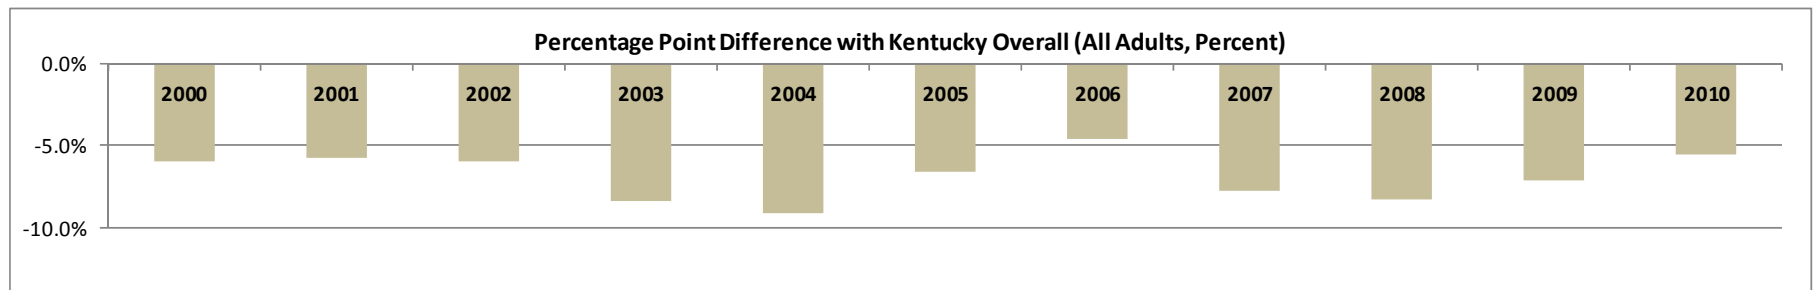 Percentage Point Difference with Kentucky Overall (All Adults, Percent)
0.0%
2000 2001 2002 2003 2004 2005 2006 2007 2008 2009 2010
-5.0%
-10.0%